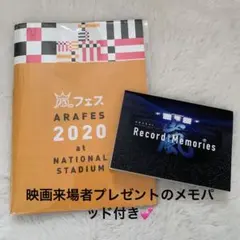 嵐フェス
ARAFES
2020
at
NATIONAL
STADIUM
嵐
Record Memories
映画来場者プレゼントのメモパ
ッド付き💕